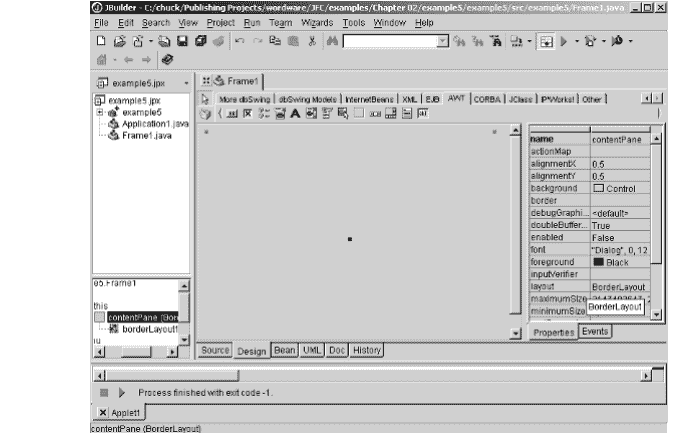 JBuilder - C:/chuck/Publishing Projects/wordware/JFC/examples/Chapter 02/example5/example5/src/example5/Frame1.java
File Edit Search View Project Run Team Wizards Tools Window Help
example5.jpx
Frame1
example5.jpx
example5
Application1.java
Frame1.java
More dbSwing dbSwing Models InternetBeans XML EJB AWT CORBA JClass IP*Works! Other
name contentPane
actionMap
alignmentX 0.5
alignmentY 0.5
background Control
border
debugGraphi... <default>
doubleBuffer... True
enabled False
font "Dialog", 0, 12
foreground Black
inputVerifier
layout BorderLayout
maximumSize
BorderLayout
minimumSize
Properties Events
05.Frame1
this
contentPane (Bor
borderLayout1
Source Design Bean UML Doc History
Process finished with exit code -1.
Applet1
contentPane (BorderLayout)